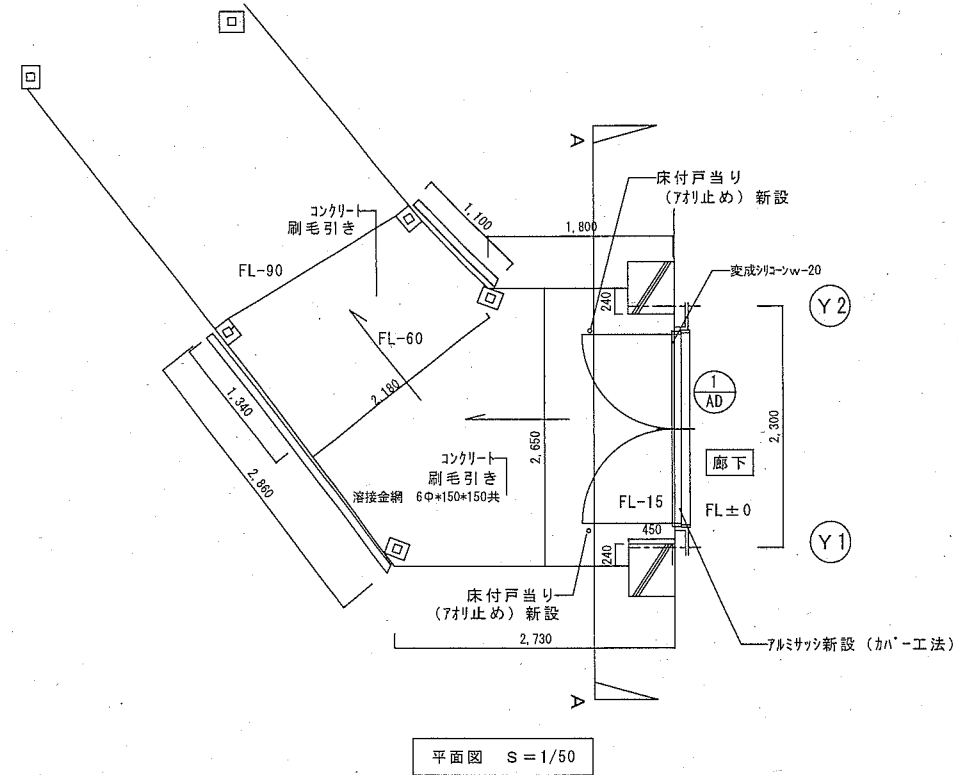 A
床付戸当り
(アオリ止め) 新設
コンクリート
刷毛引き
1,100
1,800
変成シリコーンw-20
FL-90
240
Y2
FL-60
1
AD
2,180
1,340
2,650
2,300
コンクリート
刷毛引き
廊下
2,860
溶接金網 6Φ*150*150共
FL-15
FL±0
450
240
Y1
床付戸当り
(アオリ止め) 新設
2,730
アルミサッシ新設 (カバー工法)
A
平面図 S=1/50